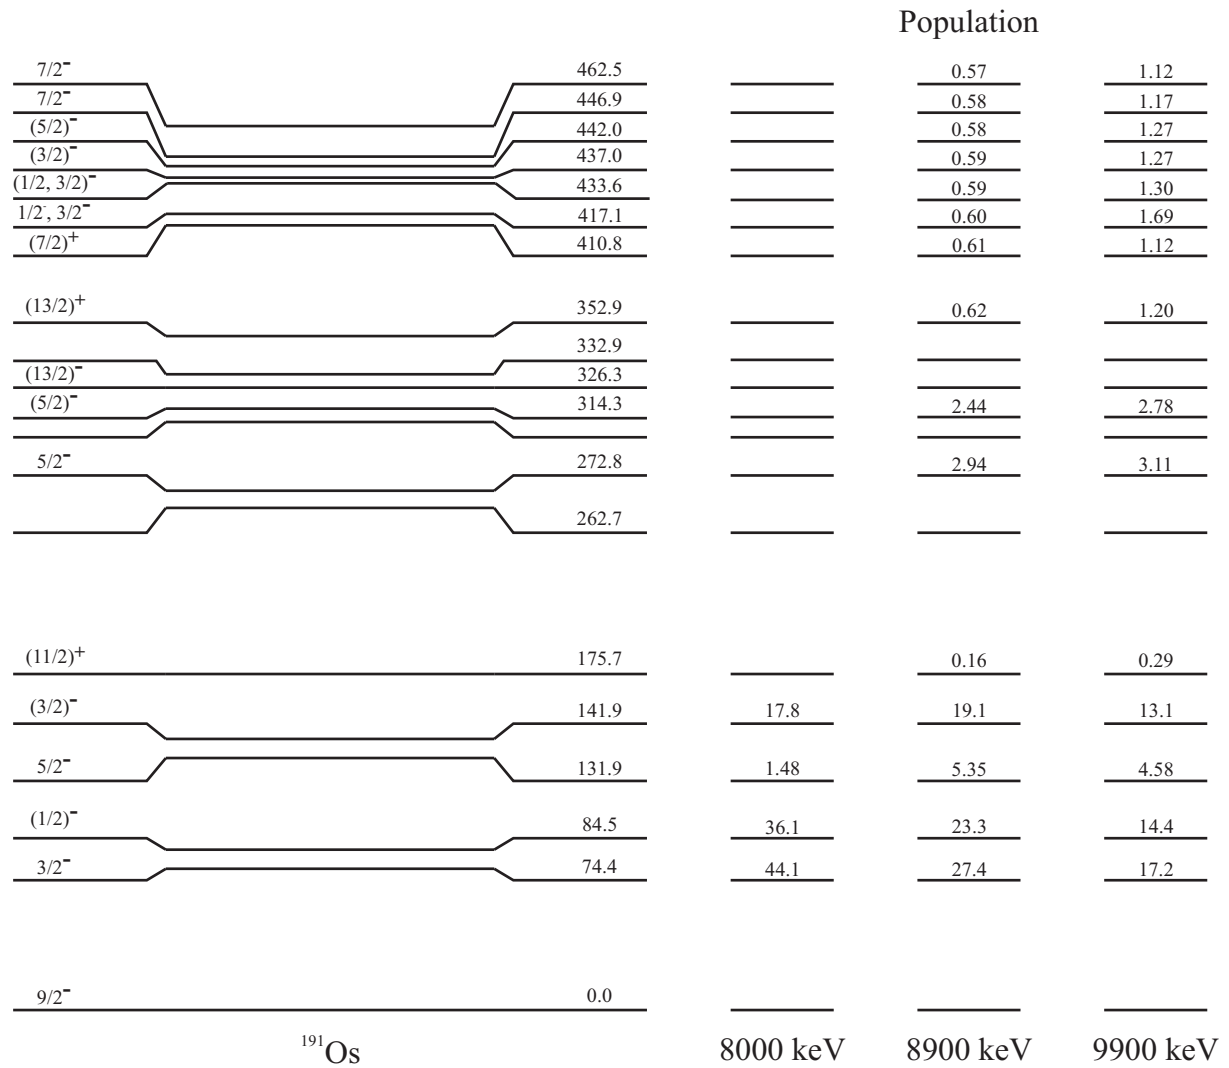 Population
7/2⁻ 462.5 0.57 1.12
7/2⁻ 446.9 0.58 1.17
(5/2)⁻ 442.0 0.58 1.27
(3/2)⁻ 437.0 0.59 1.27
(1/2, 3/2)⁻ 433.6 0.59 1.30
1/2⁻, 3/2⁻ 417.1 0.60 1.69
(7/2)⁺ 410.8 0.61 1.12
(13/2)⁺ 352.9 0.62 1.20
332.9
(13/2)⁻ 326.3
(5/2)⁻ 314.3 2.44 2.78
5/2⁻ 272.8 2.94 3.11
262.7
(11/2)⁺ 175.7 0.16 0.29
(3/2)⁻ 141.9 17.8 19.1 13.1
5/2⁻ 131.9 1.48 5.35 4.58
(1/2)⁻ 84.5 36.1 23.3 14.4
3/2⁻ 74.4 44.1 27.4 17.2
9/2⁻ 0.0
¹⁹¹Os 8000 keV 8900 keV 9900 keV